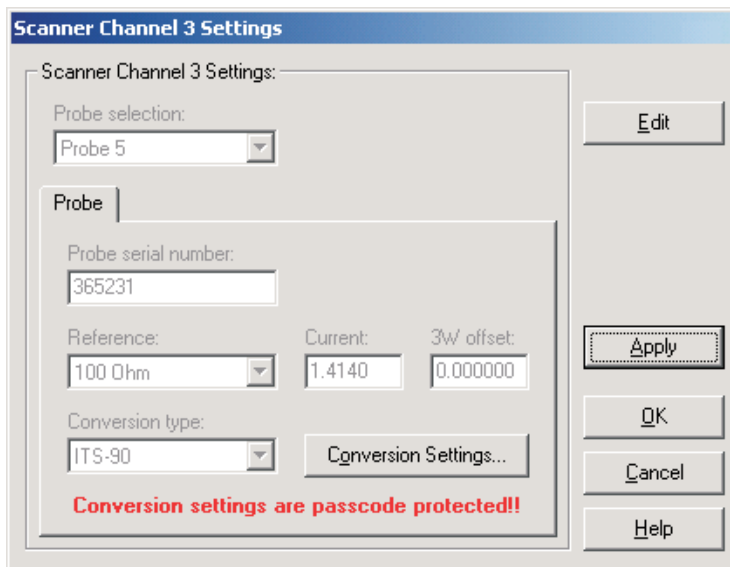 Scanner Channel 3 Settings
Scanner Channel 3 Settings:
Probe selection:
Probe 5
Edit
Probe
Probe serial number:
365231
Reference: Current: 3W offset:
100 Ohm 1.4140 0.000000
Apply
Conversion type:
ITS-90 Conversion Settings...
Conversion settings are passcode protected!!
OK
Cancel
Help